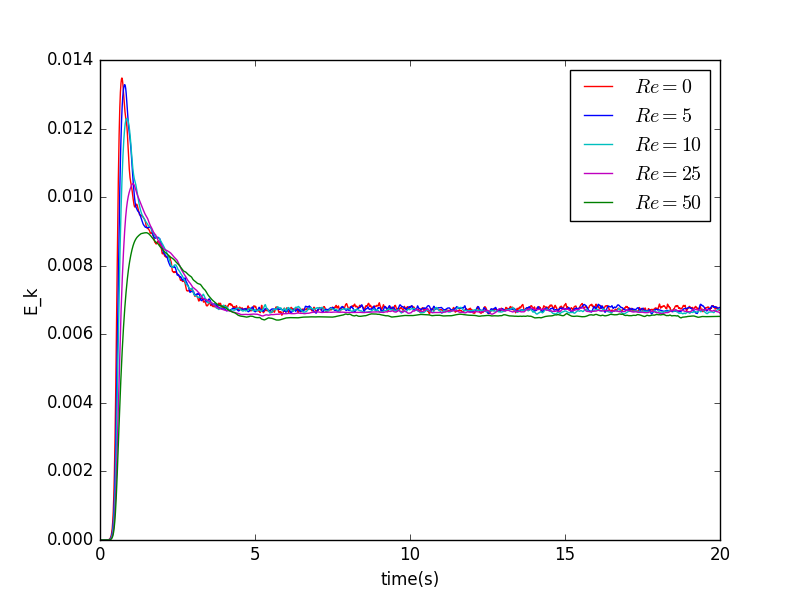 0.014
0.012
0.010
0.008
0.006
0.004
0.002
0.000
E_k
0
5
10
15
20
time(s)
Re = 0
Re = 5
Re = 10
Re = 25
Re = 50